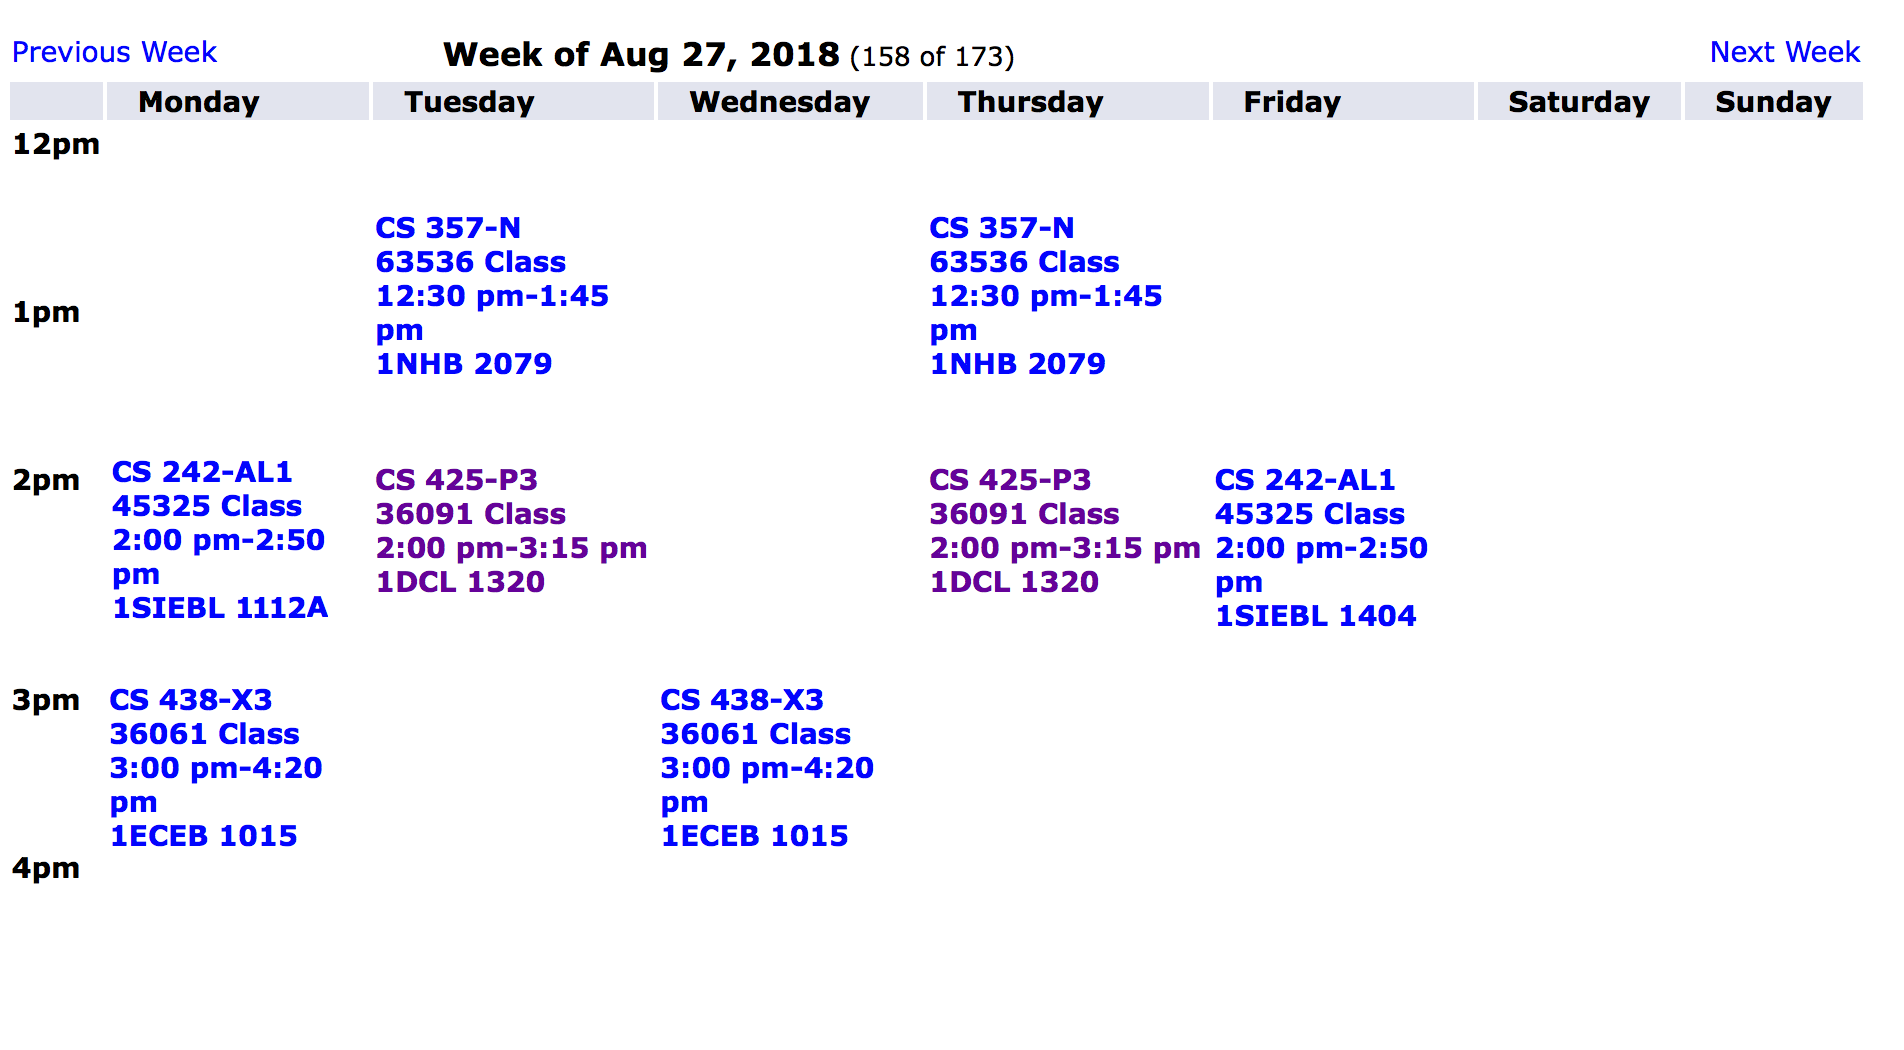 Previous Week
Week of Aug 27, 2018 (158 of 173)
Next Week
Monday
Tuesday
Wednesday
Thursday
Friday
Saturday
Sunday
12pm
CS 357-N
63536 Class
12:30 pm-1:45
pm
1NHB 2079
CS 357-N
63536 Class
12:30 pm-1:45
pm
1NHB 2079
1pm
2pm
CS 242-AL1
45325 Class
2:00 pm-2:50
pm
1SIEBL 1112A
CS 425-P3
36091 Class
2:00 pm-3:15 pm
1DCL 1320
CS 425-P3
36091 Class
2:00 pm-3:15 pm
1DCL 1320
CS 242-AL1
45325 Class
2:00 pm-2:50
pm
1SIEBL 1404
3pm
CS 438-X3
36061 Class
3:00 pm-4:20
pm
1ECEB 1015
CS 438-X3
36061 Class
3:00 pm-4:20
pm
1ECEB 1015
4pm